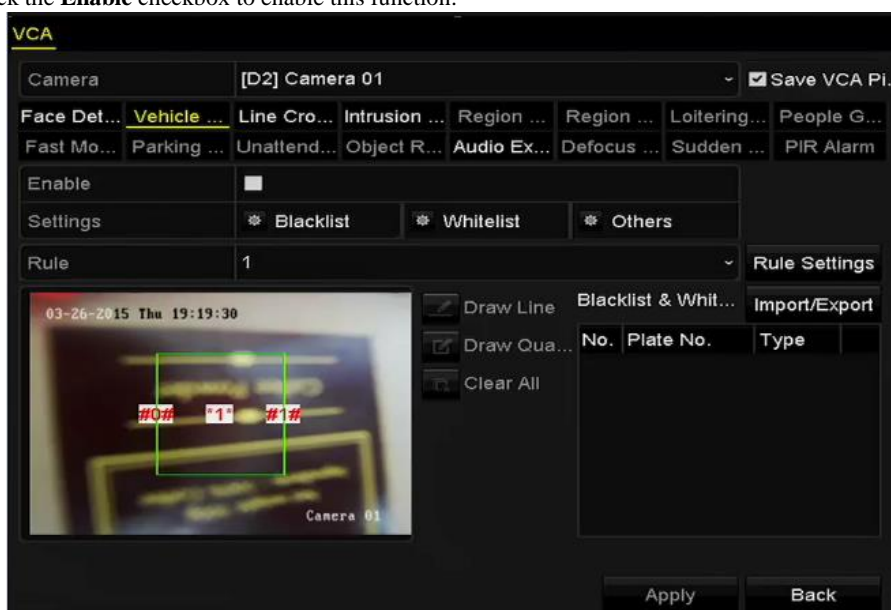 ck the Enable checkbox to enable this function.
VCA
Camera [D2] Camera 01 Save VCA Pi.
Face Det... Vehicle ... Line Cro... Intrusion ... Region ... Region ... Loitering... People G...
Fast Mo... Parking ... Unattend... Object R... Audio Ex... Defocus ... Sudden ... PIR Alarm
Enable
Settings Blacklist Whitelist Others
Rule 1 Rule Settings
03-26-2015 Thu 19:19:30 Draw Line Blacklist & Whit... Import/Export
Draw Qua... No. Plate No. Type
Clear All
#0# *1* #1#
Camera 01
Apply Back